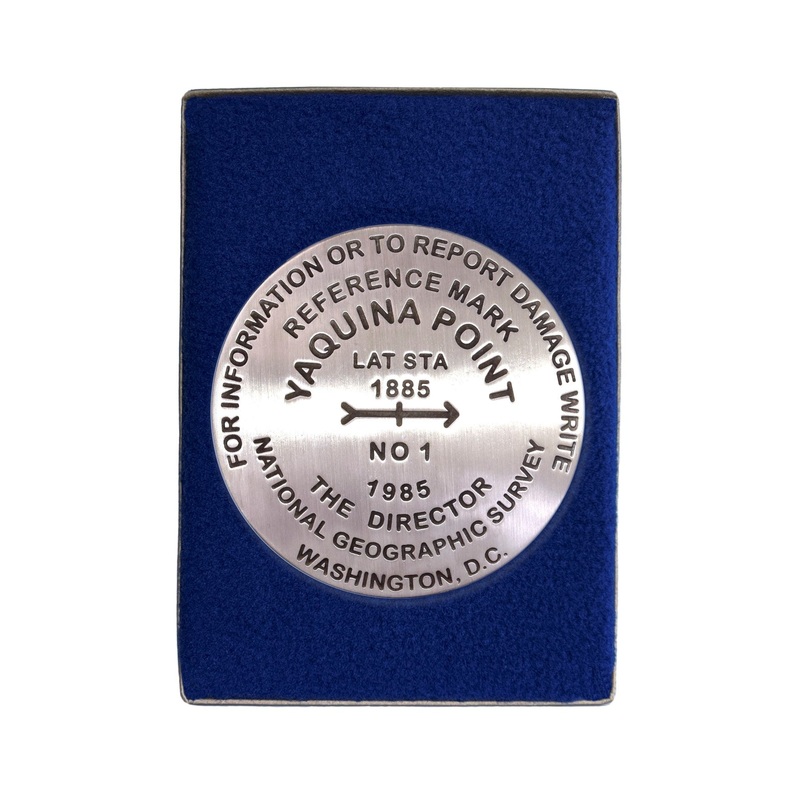 FOR INFORMATION OR TO REPORT DAMAGE WRITE
REFERENCE MARK
YAQUINA POINT
LAT STA
1885
NO 1
1985
THE DIRECTOR
NATIONAL GEOGRAPHIC SURVEY
WASHINGTON, D.C.